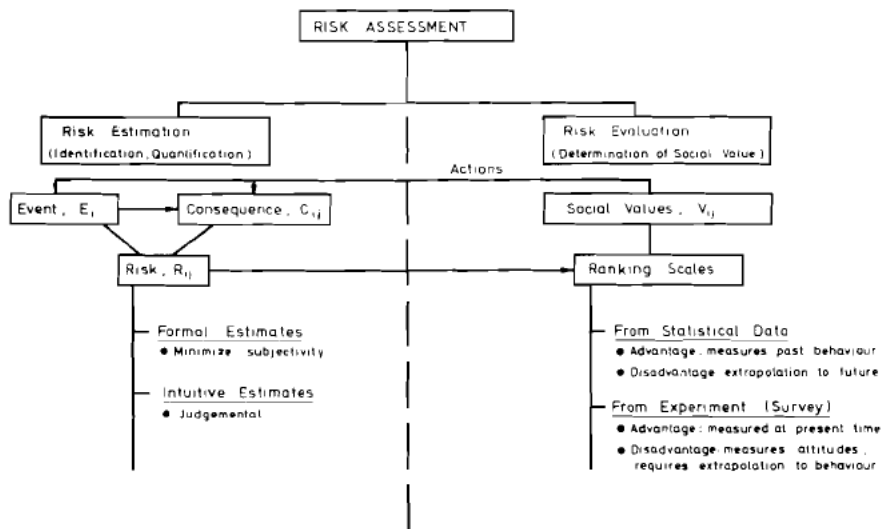 RISK ASSESSMENT
Risk Estimation
(Identification, Quantification)
Risk Evaluation
(Determination of Social Value)
Actions
Event, Ei
Consequence, Cij
Social Values, Vij
Risk, Rij
Ranking Scales
Formal Estimates
● Minimize subjectivity
Intuitive Estimates
● Judgemental
From Statistical Data
● Advantage: measures past behaviour
● Disadvantage extrapolation to future
From Experiment (Survey)
● Advantage: measured at present time
● Disadvantage: measures attitudes,
requires extrapolation to behaviour